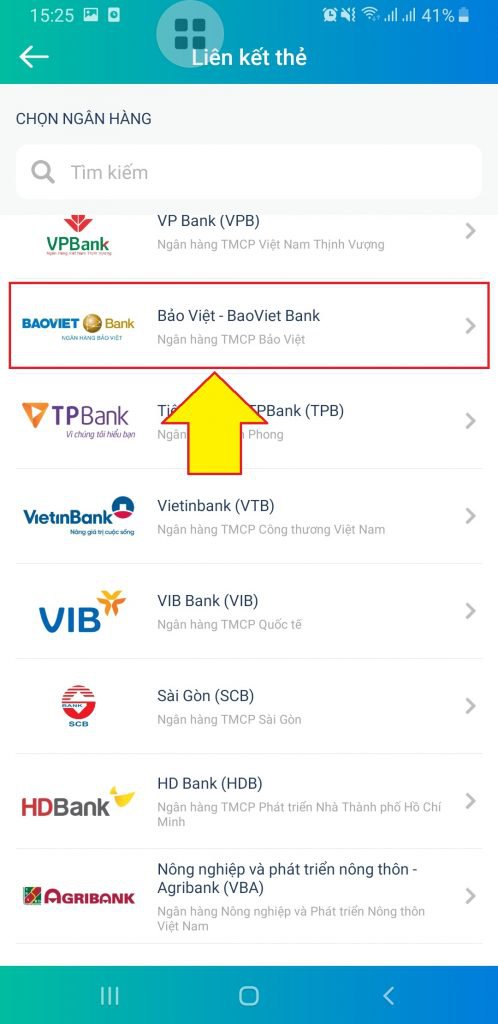 15:25
41%
Liên kết thẻ
CHỌN NGÂN HÀNG
Tìm kiếm
VPBank
VP Bank (VPB)
Ngân hàng TMCP Việt Nam Thịnh Vượng
BAOVIET Bank
NGÂN HÀNG BẢO VIỆT
Bảo Việt - BaoViet Bank
Ngân hàng TMCP Bảo Việt
TPBank
Vì chúng tôi hiểu bạn
TPBank (TPB)
Phong
VietinBank
Nâng giá trị cuộc sống
Vietinbank (VTB)
Ngân hàng TMCP Công thương Việt Nam
VIB
VIB Bank (VIB)
Ngân hàng TMCP Quốc tế
BANK
SCB
Sài Gòn (SCB)
Ngân hàng TMCP Sài Gòn
HDBank
HD Bank (HDB)
Ngân hàng TMCP Phát triển Nhà Thành phố Hồ Chí
Minh
AGRIBANK
Nông nghiệp và phát triển nông thôn -
Agribank (VBA)
Ngân hàng Nông nghiệp và Phát triển Nông thôn
Việt Nam